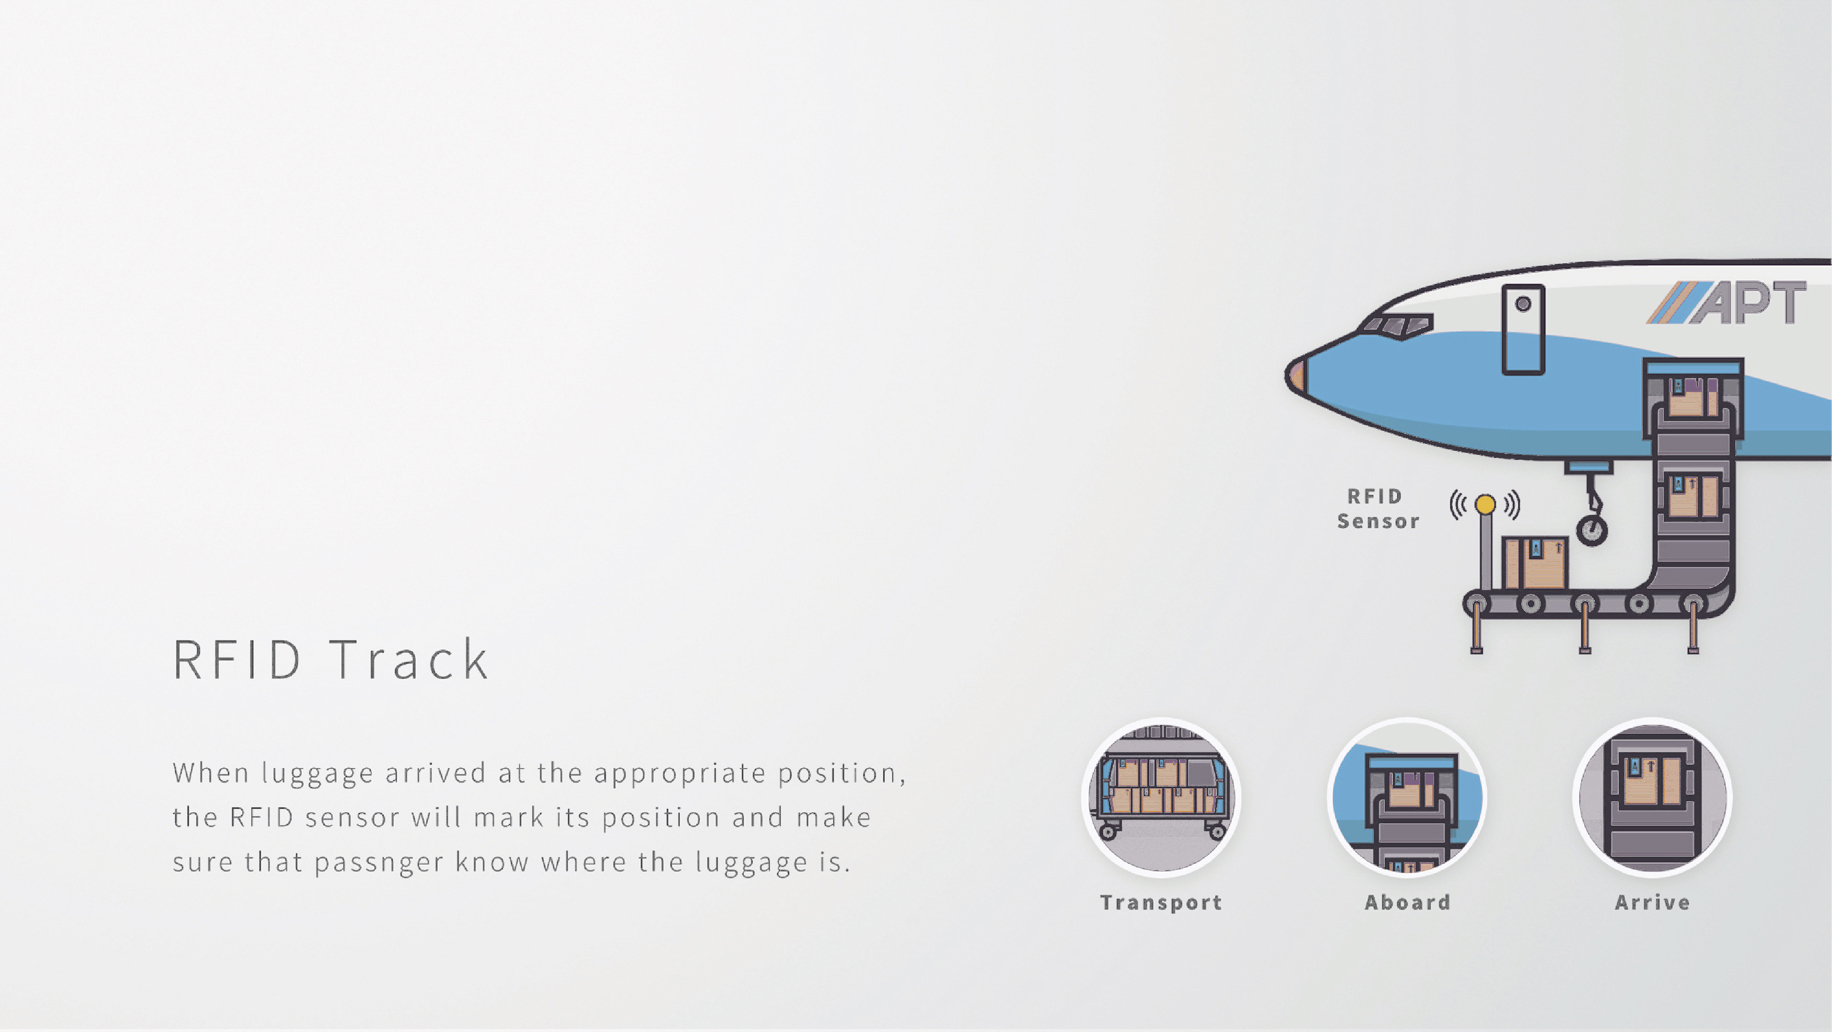 APT
RFID
Sensor
RFID Track
When luggage arrived at the appropriate position,
the RFID sensor will mark its position and make
sure that passnger know where the luggage is.
Transport
Aboard
Arrive